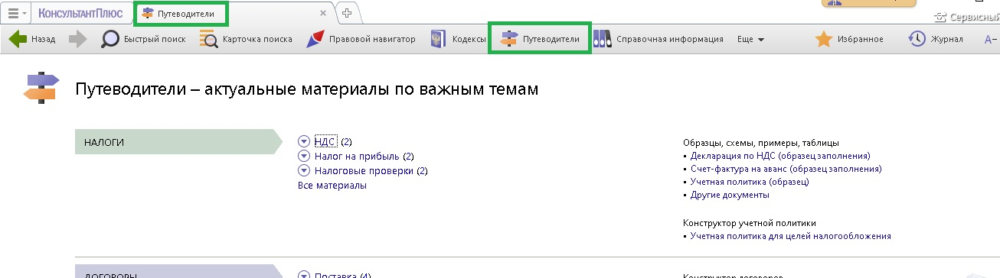 КонсультантПлюс
Путеводители
Сервисный
Назад
Быстрый поиск
Карточка поиска
Правовой навигатор
Кодексы
Путеводители
Справочная информация
Еще
Избранное
Журнал
А–
Путеводители – актуальные материалы по важным темам
НАЛОГИ
НДС (2)
Налог на прибыль (2)
Налоговые проверки (2)
Все материалы
Образцы, схемы, примеры, таблицы
• Декларация по НДС (образец заполнения)
• Счет-фактура на аванс (образец заполнения)
• Учетная политика (образец)
• Другие документы
Конструктор учетной политики
• Учетная политика для целей налогообложения
ДОГОВОРЫ
Поставка (4)
Конструктор договоров